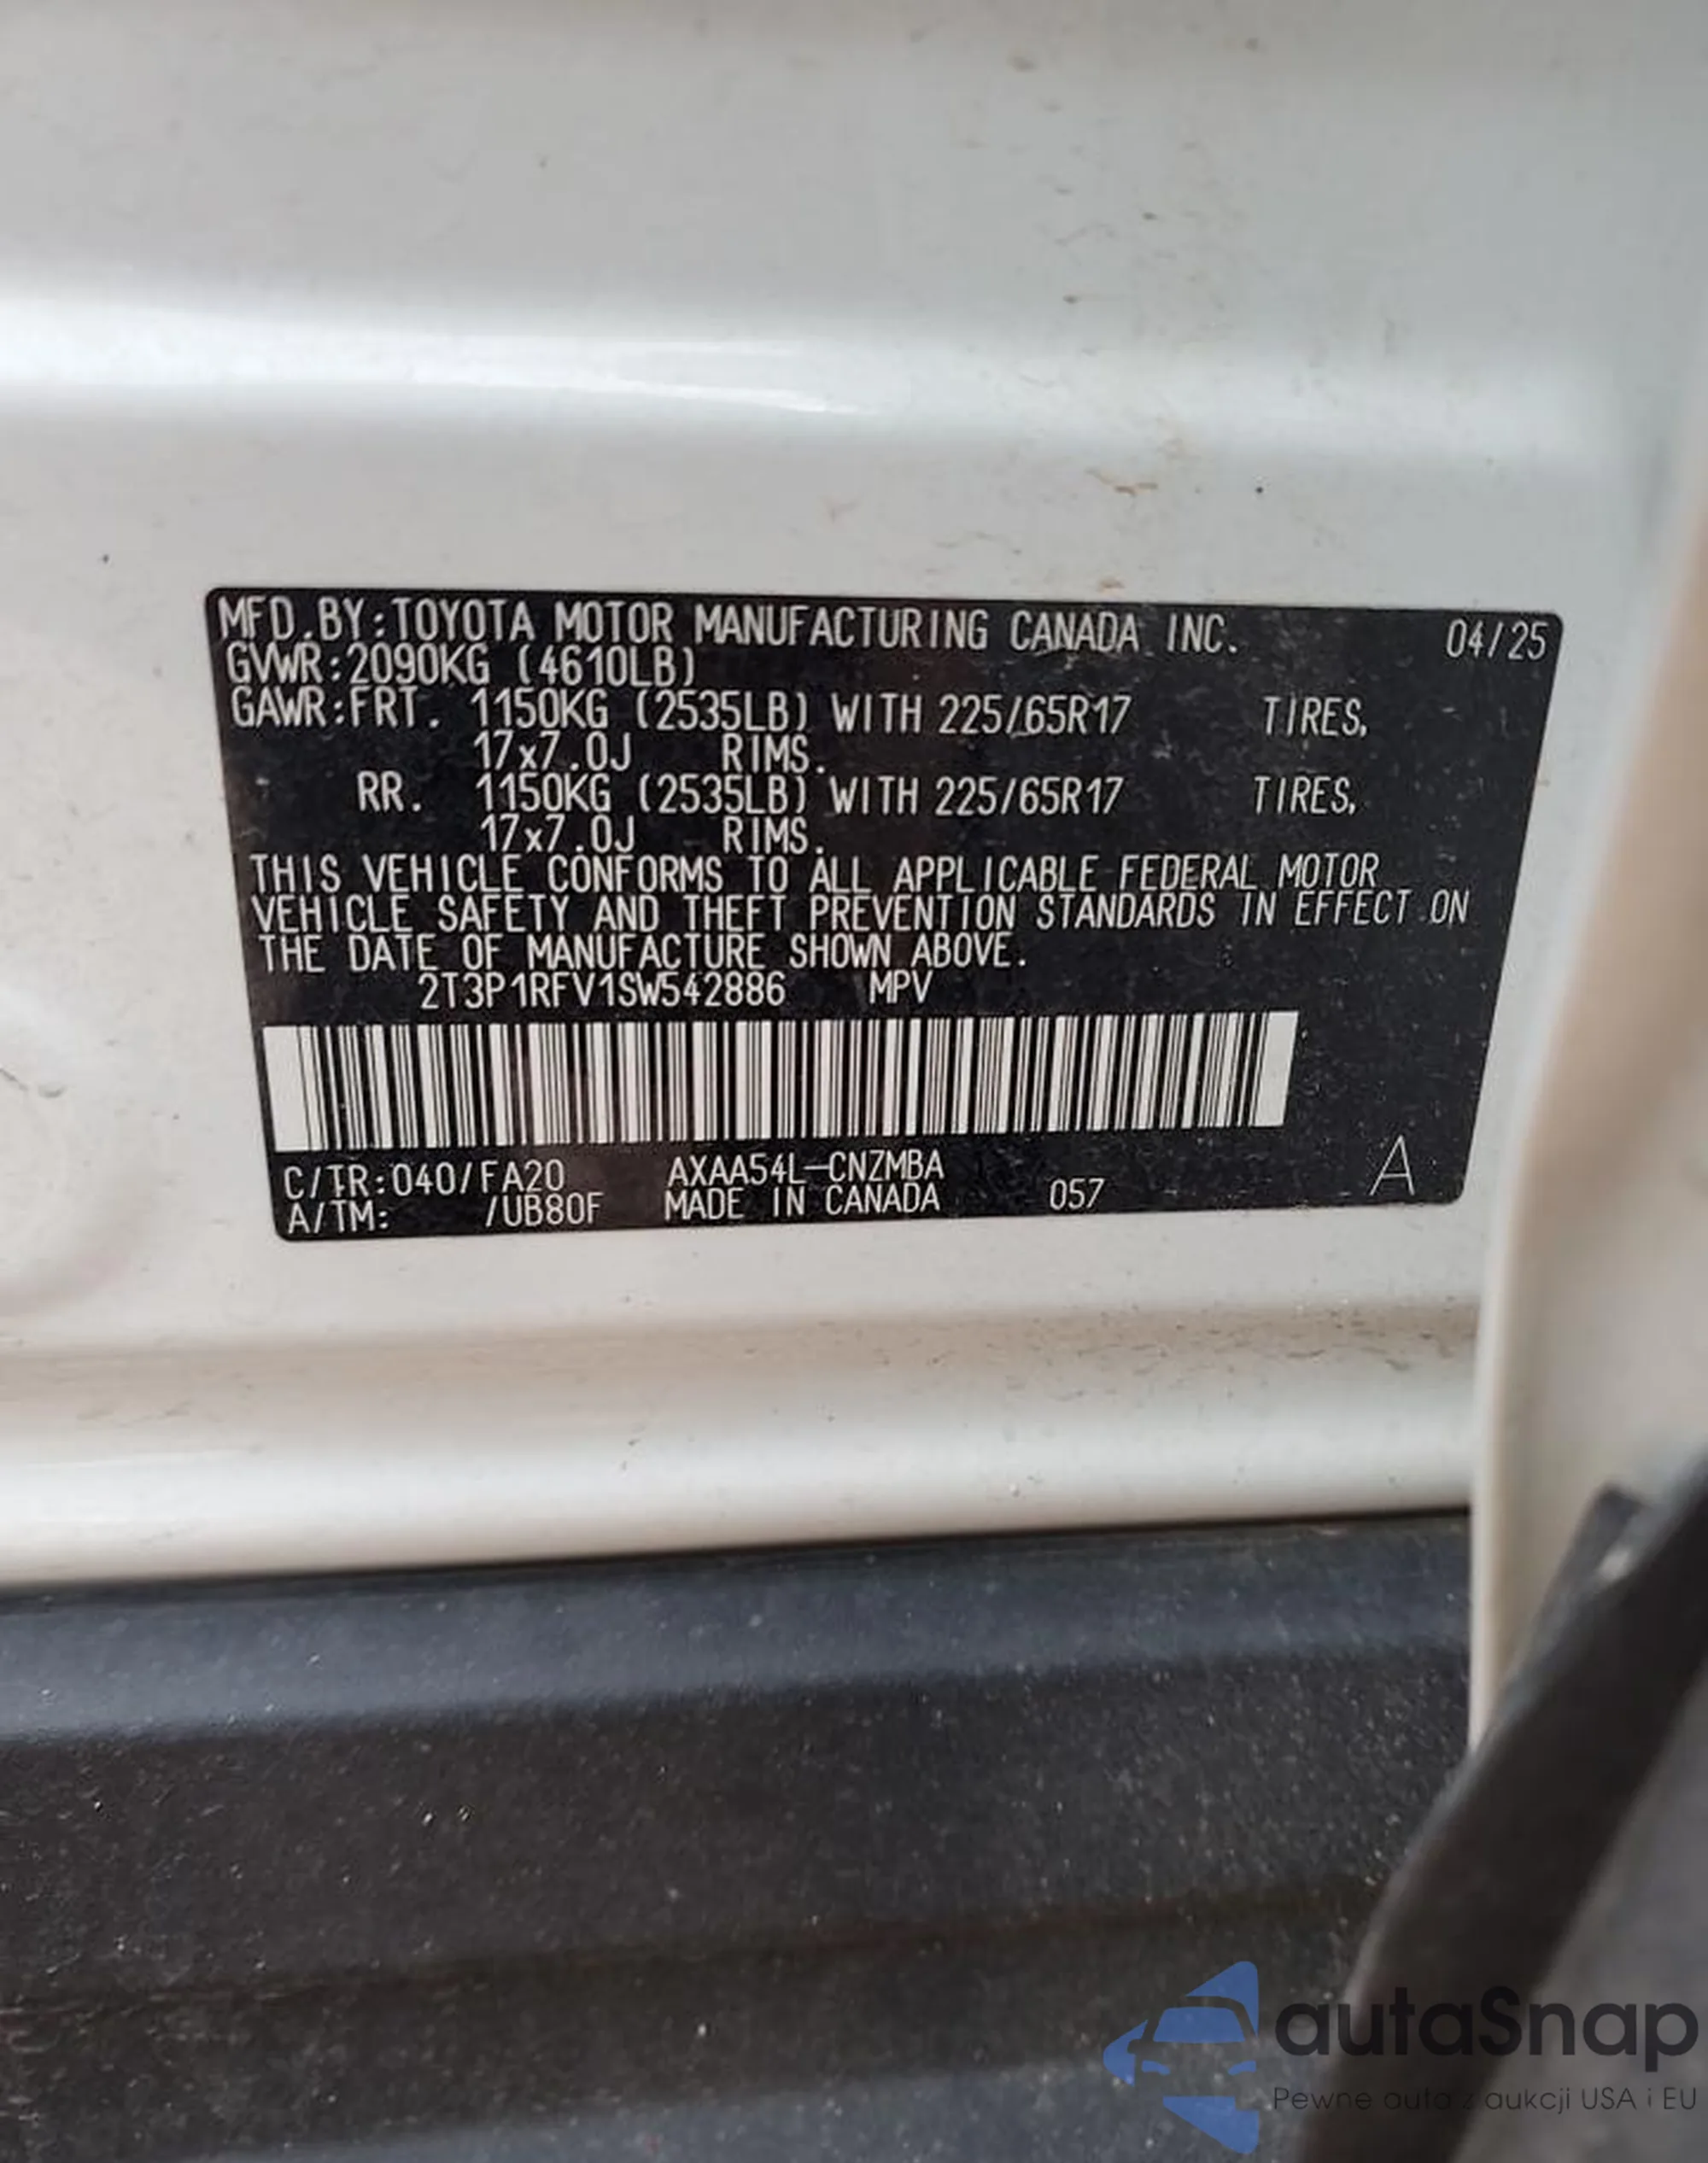 MFD.BY:TOYOTA MOTOR MANUFACTURING CANADA INC. 04/25
GVWR:2090KG (4610LB)
GAWR:FRT. 1150KG (2535LB) WITH 225/65R17 TIRES,
17x7.0J RIMS.
RR. 1150KG (2535LB) WITH 225/65R17 TIRES,
17x7.0J RIMS.
THIS VEHICLE CONFORMS TO ALL APPLICABLE FEDERAL MOTOR
VEHICLE SAFETY AND THEFT PREVENTION STANDARDS IN EFFECT ON
THE DATE OF MANUFACTURE SHOWN ABOVE.
2T3P1RFV1SW542886 MPV
C/TR:040/FA20 AXAA54L-CNZMBA
A/TM: /UB80F MADE IN CANADA 057 A
autaSnap
Pewne auta z aukcji USA i EU